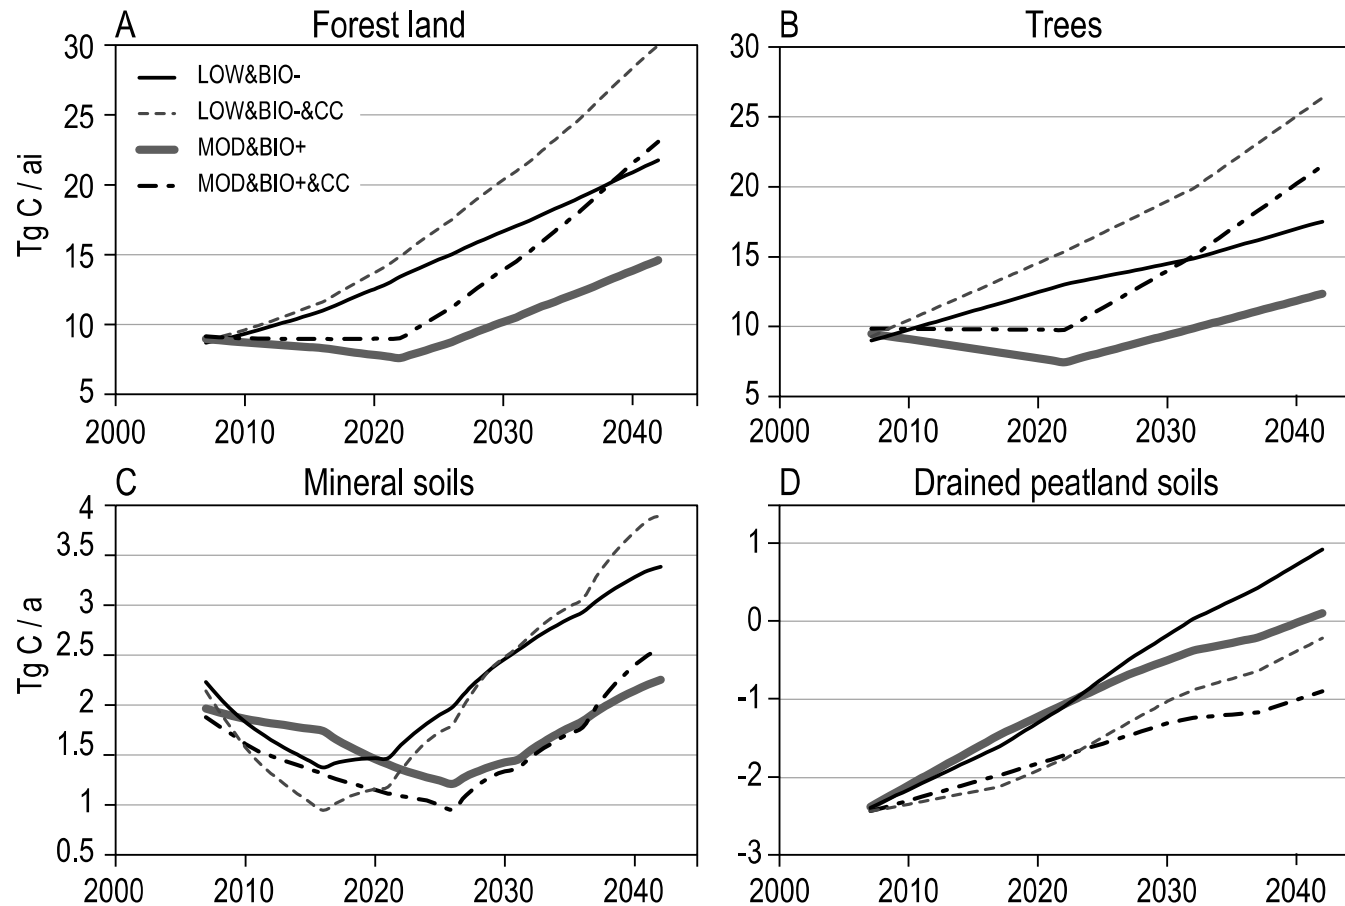 A Forest land
30
25
20
15
10
5
Tg C / ai
LOW&BIO-
LOW&BIO-&CC
MOD&BIO+
MOD&BIO+&CC
2000 2010 2020 2030 2040
B Trees
30
25
20
15
10
5
2000 2010 2020 2030 2040
C Mineral soils
4
3.5
3
2.5
2
1.5
1
0.5
Tg C / a
2000 2010 2020 2030 2040
D Drained peatland soils
1
0
-1
-2
-3
2000 2010 2020 2030 2040